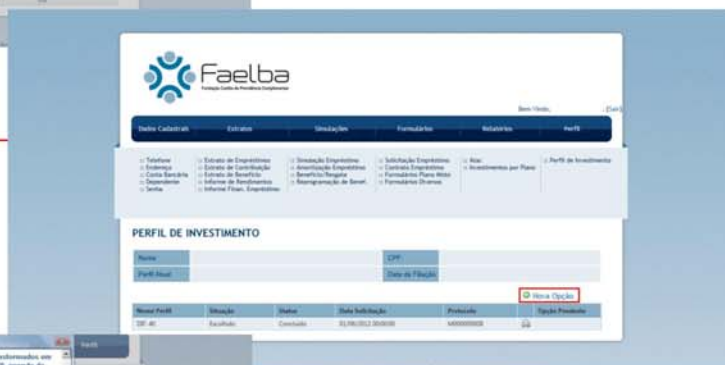 Faelba
Fundação Coelba de Previdência Complementar
Bem Vindo, [Sair]
Dados Cadastrais Extratos Simulações Formulários Relatórios Perfil
:: Telefone
:: Endereço
:: Conta Bancária
:: Dependente
:: Senha
:: Extrato de Empréstimos
:: Extrato de Contribuição
:: Extrato de Benefício
:: Informe de Rendimentos
:: Informe Finan. Empréstimo
:: Simulação Empréstimo
:: Amortização Empréstimos
:: Benefício/Resgate
:: Reprogramação de Benef.
:: Solicitação Empréstimo
:: Contrato Empréstimo
:: Formulários Plano Misto
:: Formulários Diversos
:: Atas
:: Investimentos por Plano
:: Perfil de Investimento
PERFIL DE INVESTIMENTO
Nome: CPF:
Perfil Atual: Data de Filiação:
Nova Opção
Nome Perfil Situação Status Data Solicitação Protocolo Opção Pendente
Escolhido Concluído
Perfil